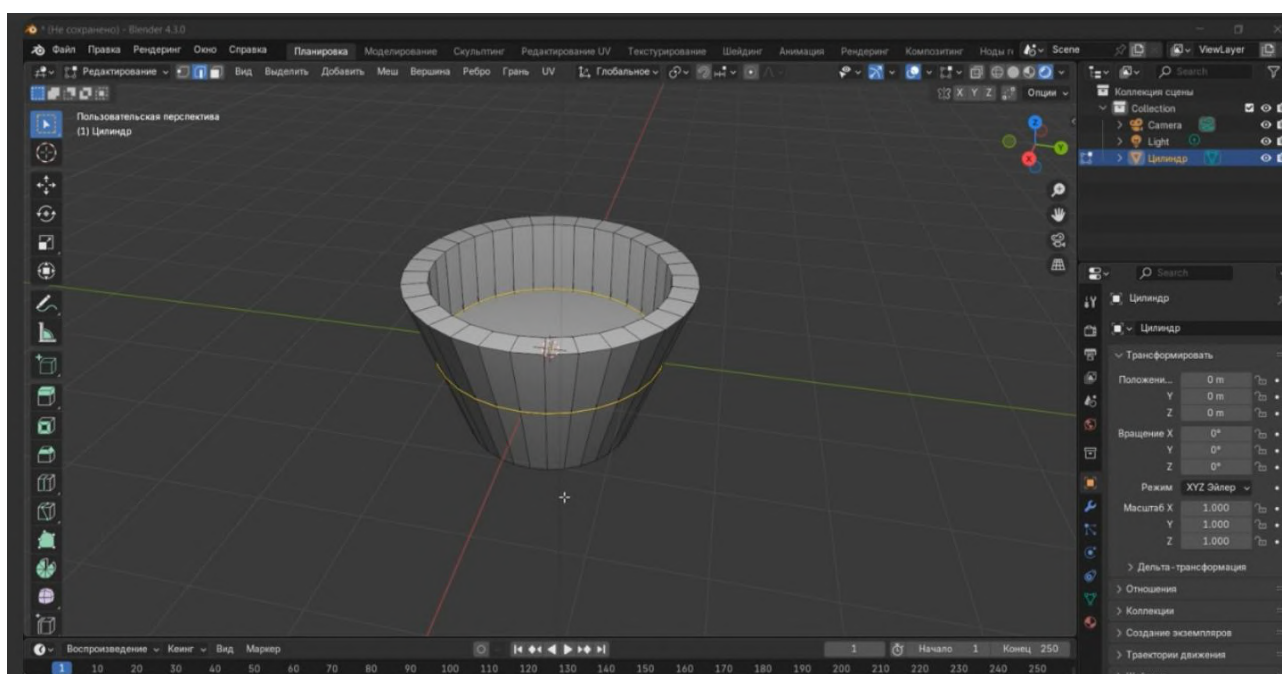 * (Не сохранено) - Blender 4.3.0
Файл Правка Рендеринг Окно Справка Планировка Моделирование Скульптинг Редактирование UV Текстурирование Шейдинг Анимация Рендеринг Композитинг Ноды г Scene ViewLayer
Редактирование Вид Выделить Добавить Меш Вершина Ребро Грань UV Глобальное Search
X Y Z Опции
Пользовательская перспектива
(1) Цилиндр
Z
Y
X
Коллекция сцены
Collection
Camera
Light
Цилиндр
Search
Цилиндр
Цилиндр
Трансформировать
Положени... 0 m
Y 0 m
Z 0 m
Вращение X 0°
Y 0°
Z 0°
Режим XYZ Эйлер
Масштаб X 1.000
Y 1.000
Z 1.000
Дельта-трансформация
Отношения
Коллекции
Создание экземпляров
Траектории движения
Воспроизведение Кеинг Вид Маркер 1 Начало 1 Конец 250
1 10 20 30 40 50 60 70 80 90 100 110 120 130 140 150 160 170 180 190 200 210 220 230 240 250